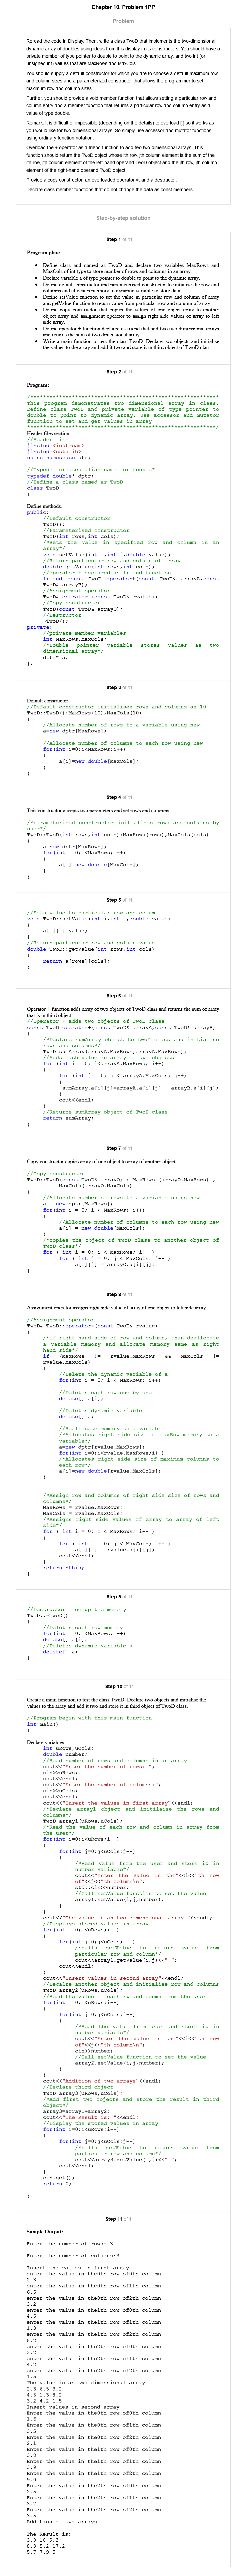 Chapter 10, Problem 1PP
Problem
Reread the code in Display. Then, write a class TwoD that implements the two-dimensional
dynamic array of doubles using ideas from this display in its constructors. You should have a
private member of type pointer to double to point to the dynamic array, and two int (or
unsigned int) values that are MaxRows and MaxCols.
You should supply a default constructor for which you are to choose a default maximum row
and column sizes and a parameterized constructor that allows the programmer to set
maximum row and column sizes.
Further, you should provide a void member function that allows setting a particular row and
column entry and a member function that returns a particular row and column entry as a
value of type double.
Remark: It is difficult or impossible (depending on the details) to overload [ ] so it works as
you would like for two-dimensional arrays. So simply use accessor and mutator functions
using ordinary function notation.
Overload the + operator as a friend function to add two two-dimensional arrays. This
function should return the TwoD object whose ith row, jth column element is the sum of the
ith row, jth column element of the left-hand operand TwoD object and the ith row, jth column
element of the right-hand operand TwoD object.
Provide a copy constructor, an overloaded operator =, and a destructor.
Declare class member functions that do not change the data as const members.
Step-by-step solution
Step 1 of 11
Program plan:
• Define class and named as TwoD and declare two variables MaxRows and
MaxCols of int type to store number of rows and columns in an array.
• Declare variable a of type pointer to double to point to the dynamic array.
• Define default and parameterised constructor to initialise the row and
columns and allocates memory to dynamic variable to store data.
• Define setValue function to set the value as particular row and column of array
and getValue function to return value from particular row and column of array.
• Define copy constructor that copies values of one object array to another
object array and assignment operator to assign right side values of array to left
side array.
• Define operator + function declared as friend add two two dimensional arrays
and returns the sum of two dimensional array.
• Write a main function to test the class TwoD. Declare two objects and initialise
the values to the array and add it two and store it as third object of TwoD class.
Step 2 of 11
Program:
This program demonstrates two dimensional array in class.
Define class TwoD and private variable of type pointer to
double to point to dynamic array. Use accessor and mutator
function to set and get values in array
Header files section.
//Header file
#include<iostream>
#include<cstdlib>
using namespace std;
//Typedef creates alias name for double*
typedef double* dptr;
//Define a class named as TwoD
class TwoD
{
Define methods.
public:
//Default constructor
TwoD();
//Parameterised constructor
TwoD(int rows,int cols);
/*Sets the value in specified row and column in an
array*/
void setValue(int i,int j,double value);
//Return particular row and column of array
double getValue(int rows,int cols);
//operator + declared as friend function
friend const TwoD operator+(const TwoD& arrayA,const
TwoD& arrayB);
//Assignment operator
TwoD& operator=(const TwoD& rvalue);
//Copy constructor
TwoD(const TwoD& arrayO);
//Destructor
~TwoD();
private:
//private member variables
int MaxRows,MaxCols;
/*Double pointer variable stores values as two
dimensional array*/
dptr* a;
};
Step 3 of 11
Default constructor
//Default constructor initialises rows and columns as 10
TwoD::TwoD():MaxRows(10),MaxCols(10)
{
//Allocate number of rows to a variable using new
a=new dptr[MaxRows];
//Allocate number of columns to each row using new
for(int i=0;i<MaxRows;i++)
{
a[i]=new double[MaxCols];
}
}
Step 4 of 11
This constructor accepts two parameters and set rows and columns.
/*parameterised constructor initialises rows and columns by
user*/
TwoD::TwoD(int rows,int cols):MaxRows(rows),MaxCols(cols)
{
a=new dptr[MaxRows];
for(int i=0;i<MaxRows;i++)
{
a[i]=new double[MaxCols];
}
}
Step 5 of 11
//Sets value to particular row and colum
void TwoD::setValue(int i,int j,double value)
{
a[i][j]=value;
}
//Return particular row and column value
double TwoD::getValue(int rows,int cols)
{
return a[rows][cols];
}
Step 6 of 11
Operator + function adds array of two objects of TwoD class and returns the sum of array
that is in third object.
//Operator + adds two objects of TwoD class
const TwoD operator+(const TwoD& arrayA,const TwoD& arrayB)
{
/*Declare sumArray object to twoD class and initialise
rows and columns*/
TwoD sumArray(arrayA.MaxRows,arrayA.MaxRows);
//Adds each value in array of two objects
for (int i = 0; i<arrayA.MaxRows; i++)
{
for (int j = 0; j < arrayA.MaxCols; j++)
{
sumArray.a[i][j]=arrayA.a[i][j] + arrayB.a[i][j];
}
cout<<endl;
}
//Returns sumArray object of TwoD class
return sumArray;
}
Step 7 of 11
Copy constructor copies array of one object to array of another object
//Copy constructor
TwoD::TwoD(const TwoD& arrayO) : MaxRows (arrayO.MaxRows) ,
MaxCols(arrayO.MaxCols)
{
//Allocate number of rows to a variable using new
a = new dptr[MaxRows];
for(int i = 0; i < MaxRows; i++)
{
//Allocate number of columns to each row using new
a[i] = new double[MaxCols];
}
/*copies the object of TwoD class to another object of
TwoD class*/
for ( int i = 0; i < MaxRows; i++ )
for ( int j = 0; j < MaxCols; j++ )
a[i][j] = arrayO.a[i][j];
}
Step 8 of 11
Assignment operator assigns right side value of array of one object to left side array
//Assignment operator
TwoD& TwoD::operator=(const TwoD& rvalue)
{
/*if right hand side of row and column, then deallocate
a variable memory and allocate memory same as right
hand side*/
if (MaxRows != rvalue.MaxRows && MaxCols !=
rvalue.MaxCols)
{
//Delete the dynamic variable of a
for(int i = 0; i < MaxRows; i++)
//Deletes each row one by one
delete[] a[i];
//Deletes dynamic variable
delete[] a;
//Reallocate memory to a variable
/*Allocates right side size of maxRow memory to a
variable*/
a=new dptr[rvalue.MaxRows];
for(int i=0;i<rvalue.MaxRows;i++)
/*Allocates right side size of maximum columns to
each row*/
a[i]=new double[rvalue.MaxCols];
}
/*Assign row and columns of right side size of rows and
columns*/
MaxRows = rvalue.MaxRows;
MaxCols = rvalue.MaxCols;
/*Assigns right side values of array to array of left
side*/
for ( int i = 0; i < MaxRows; i++ )
{
for ( int j = 0; j < MaxCols; j++ )
a[i][j] = rvalue.a[i][j];
cout<<endl;
}
return *this;
}
Step 9 of 11
//Destructor free up the memory
TwoD::~TwoD()
{
//Deletes each row memory
for(int i=0;i<MaxRows;i++)
delete[] a[i];
//Deletes dynamic variable a
delete[] a;
}
Step 10 of 11
Create a main function to test the class TwoD. Declare two objects and initialise the
values to the array and add it two and store it as third object of TwoD class.
//Program begin with this main function
int main()
{
Declare variables.
int uRows,uCols;
double number;
//Read number of rows and columns in an array
cout<<"Enter the number of rows: ";
cin>>uRows;
cout<<endl;
cout<<"Enter the number of columns:";
cin>>uCols;
cout<<endl;
cout<<"Insert the values in first array"<<endl;
/*Declare array1 object and initilaise the rows and
columns*/
TwoD array1(uRows,uCols);
/*Read the value of each row and column in array from
the user*/
for(int i=0;i<uRows;i++)
{
for(int j=0;j<uCols;j++)
{
/*Read value from the user and store it in
number variable*/
cout<<"enter the value in the"<<i<<"th row
of"<<j<<"th column\n";
std::cin>>number;
//Call setValue function to set the value
array1.setValue(i,j,number);
}
}
cout<<"The value in an two dimensional array "<<endl;
//Displays stored values in array
for(int i=0;i<uRows;i++)
{
for(int j=0;j<uCols;j++)
/*calls getValue to return value from
particular row and column*/
cout<<array1.getValue(i,j)<<" ";
cout<<endl;
}
cout<<"Insert values in second array"<<endl;
//Decalre another object and initialise row and columns
TwoD array2(uRows,uCols);
//Read the value of each rw and coumn from the user
for(int i=0;i<uRows;i++)
{
for(int j=0;j<uCols;j++)
{
/*Read the value from user and store it in
number variable*/
cout<<"Enter the value in the"<<i<<"th row
of"<<j<<"th column\n";
cin>>number;
//Call setValue function to set the value
array2.setValue(i,j,number);
}
}
cout<<"Addition of two arrays"<<endl;
//Declare third object
TwoD array3(uRows,uCols);
/*Add first two objects and store the result in third
object*/
array3=array1+array2;
cout<<"The Result is: "<<endl;
//Display the stored values in array
for(int i=0;i<uRows;i++)
{
for(int j=0;j<uCols;j++)
/*calls getValue to return value from
particular row and column*/
cout<<array3.getValue(i,j)<<" ";
cout<<endl;
}
cin.get();
return 0;
}
Step 11 of 11
Sample Output:
Enter the number of rows: 3
Enter the number of columns:3
Insert the values in first array
enter the value in the0th row of0th column
2.3
enter the value in the0th row of1th column
6.5
enter the value in the0th row of2th column
3.2
enter the value in the1th row of0th column
4.5
enter the value in the1th row of1th column
1.3
enter the value in the1th row of2th column
8.2
enter the value in the2th row of0th column
3.2
enter the value in the2th row of1th column
4.2
enter the value in the2th row of2th column
1.5
The value in an two dimensional array
2.3 6.5 3.2
4.5 1.3 8.2
3.2 4.2 1.5
Insert values in second array
Enter the value in the0th row of0th column
1.6
Enter the value in the0th row of1th column
3.5
Enter the value in the0th row of2th column
2.1
Enter the value in the1th row of0th column
3.8
Enter the value in the1th row of1th column
3.9
Enter the value in the1th row of2th column
9.0
Enter the value in the2th row of0th column
2.5
Enter the value in the2th row of1th column
3.7
Enter the value in the2th row of2th column
3.5
Addition of two arrays
The Result is:
3.9 10 5.3
8.3 5.2 17.2
5.7 7.9 5